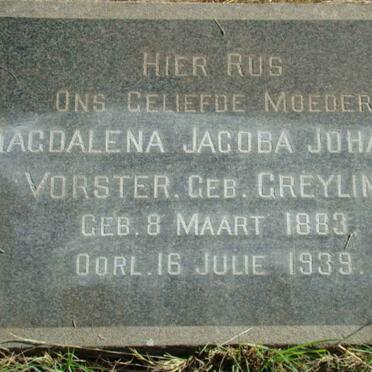 HIER RUS
ONS GELIEFDE MOEDER
MAGDALENA JACOBA JOHA
VORSTER. GEB. GREYLIN
GEB. 8 MAART 1883.
OORL. 16 JULIE 1939.